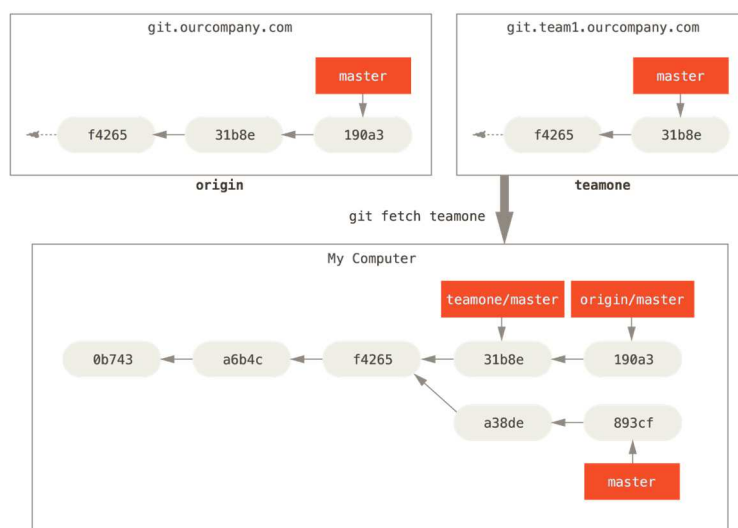 git.ourcompany.com
master
f4265
31b8e
190a3
origin
git.team1.ourcompany.com
master
f4265
31b8e
teamone
git fetch teamone
My Computer
teamone/master
origin/master
0b743
a6b4c
f4265
31b8e
190a3
a38de
893cf
master